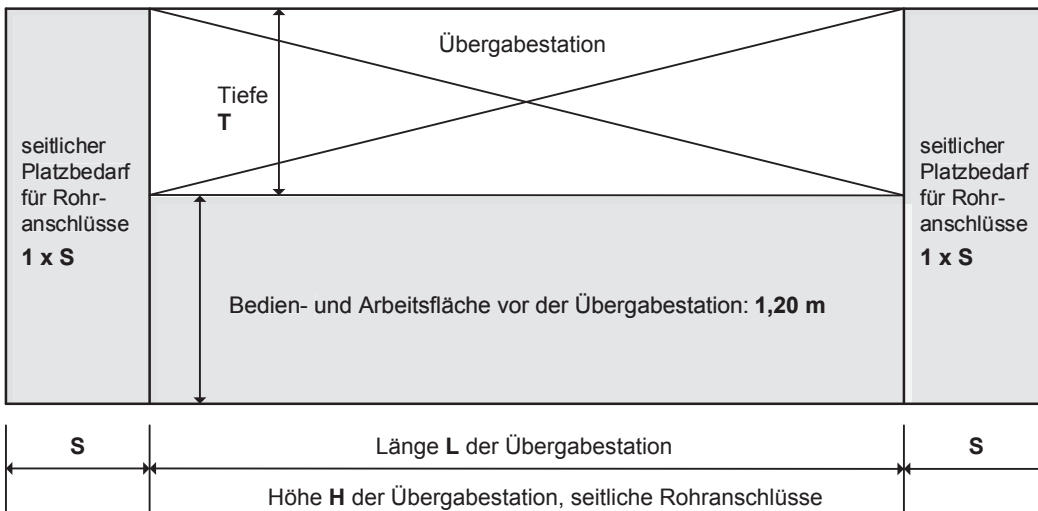 Übergabestation
Tiefe
T
seitlicher
Platzbedarf
für Rohr-
anschlüsse
1 x S
seitlicher
Platzbedarf
für Rohr-
anschlüsse
1 x S
Bedien- und Arbeitsfläche vor der Übergabestation: 1,20 m
S
Länge L der Übergabestation
S
Höhe H der Übergabestation, seitliche Rohranschlüsse